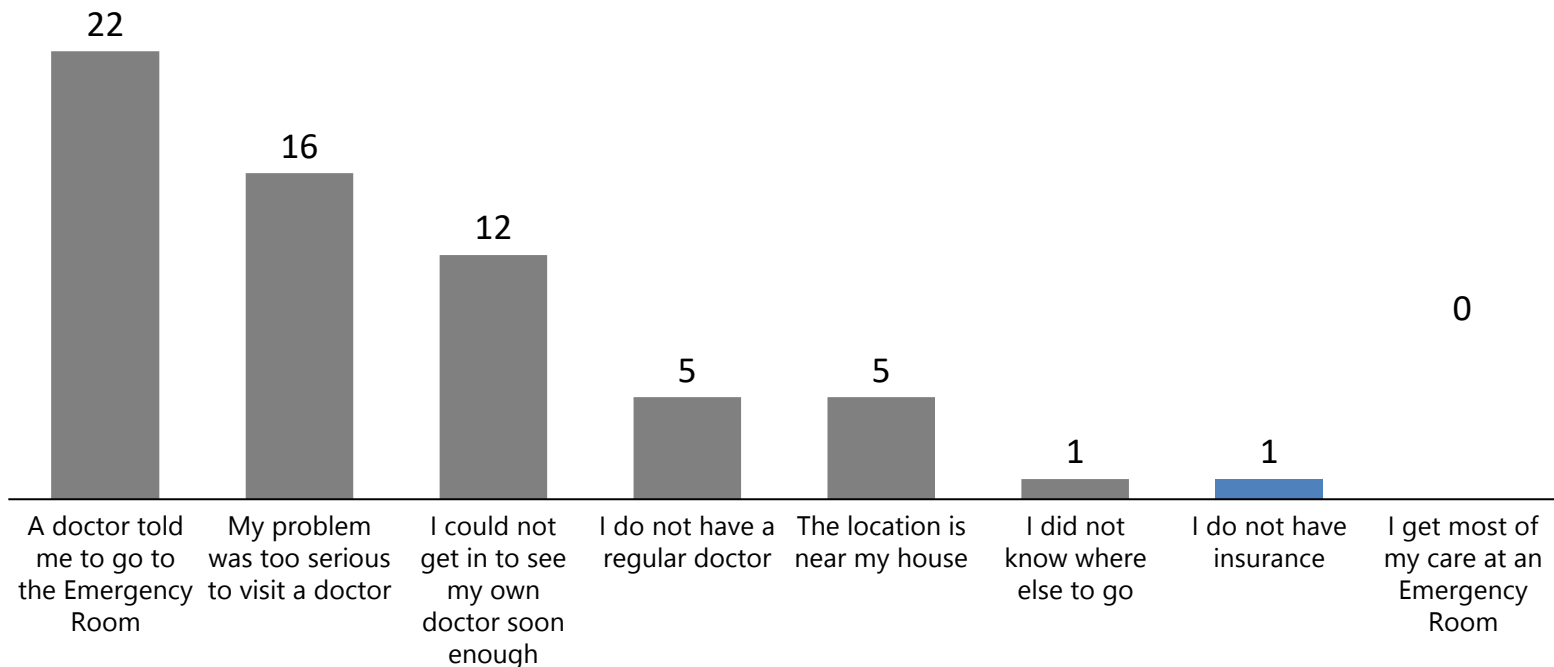 22
16
12
5
5
1
1
0
A doctor told
me to go to
the Emergency
Room
My problem
was too serious
to visit a doctor
I could not
get in to see
my own
doctor soon
enough
I do not have a
regular doctor
The location is
near my house
I did not
know where
else to go
I do not have
insurance
I get most of
my care at an
Emergency
Room